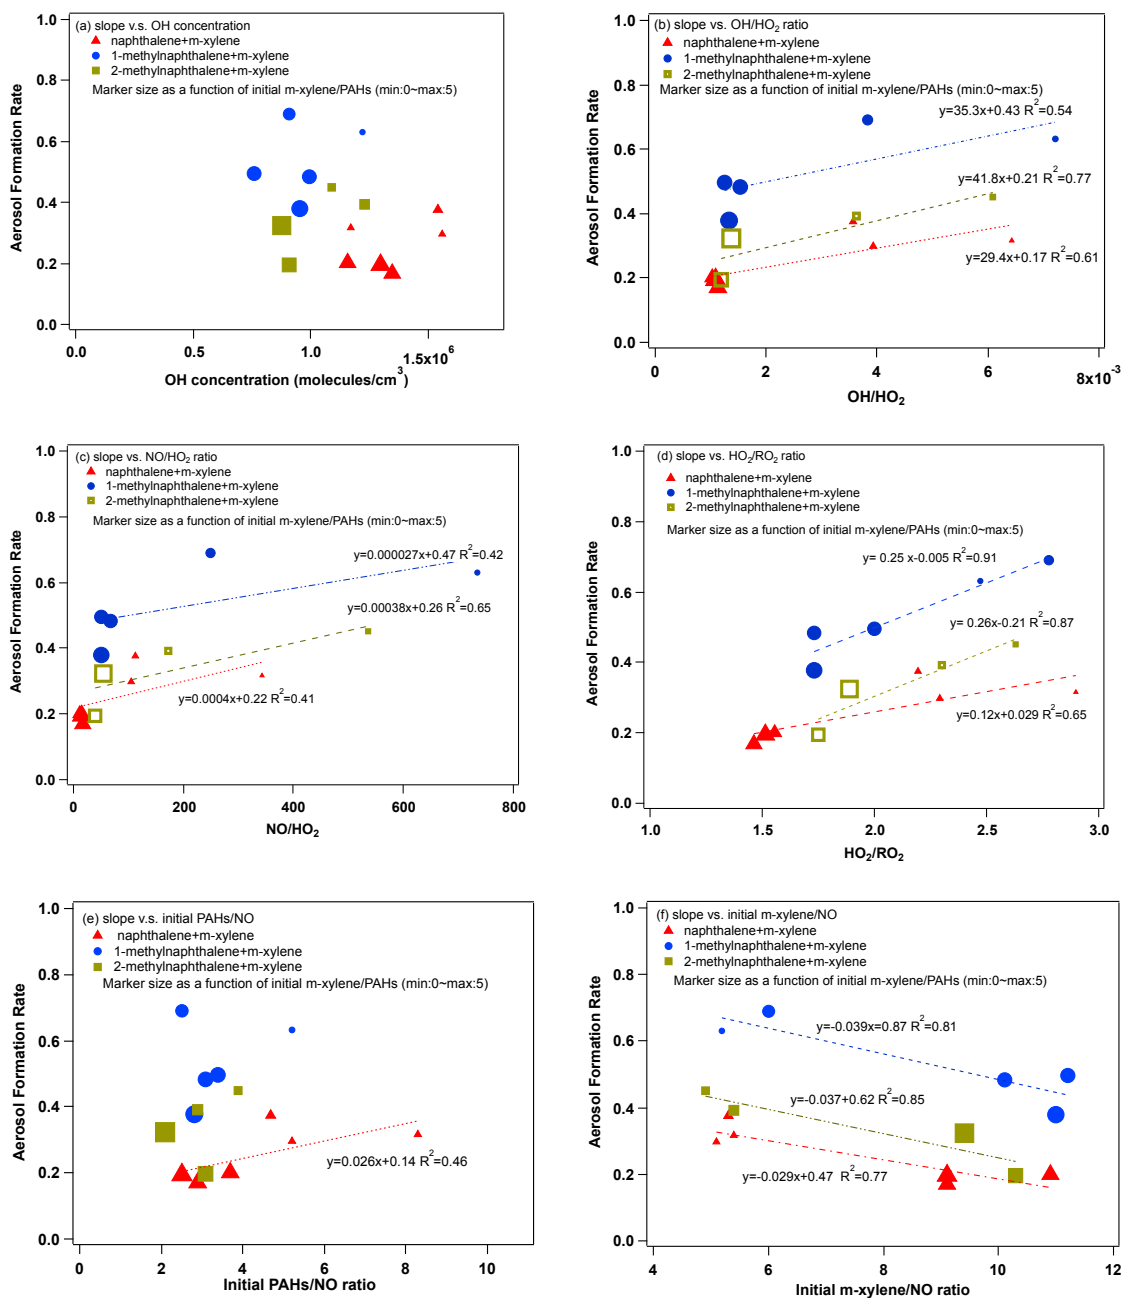 (a) slope v.s. OH concentration
naphthalene+m-xylene
1-methylnaphthalene+m-xylene
2-methylnaphthalene+m-xylene
Marker size as a function of initial m-xylene/PAHs (min:0~max:5)
1.0
0.8
0.6
0.4
0.2
0.0
Aerosol Formation Rate
0.0
0.5
1.0
1.5x10^6
OH concentration (molecules/cm^3)
(b) slope vs. OH/HO2 ratio
naphthalene+m-xylene
1-methylnaphthalene+m-xylene
2-methylnaphthalene+m-xylene
Marker size as a function of initial m-xylene/PAHs (min:0~max:5)
y=35.3x+0.43 R^2=0.54
y=41.8x+0.21 R^2=0.77
y=29.4x+0.17 R^2=0.61
1.0
0.8
0.6
0.4
0.2
0.0
Aerosol Formation Rate
0
2
4
6
8x10^-3
OH/HO2
(c) slope vs. NO/HO2 ratio
naphthalene+m-xylene
1-methylnaphthalene+m-xylene
2-methylnaphthalene+m-xylene
Marker size as a function of initial m-xylene/PAHs (min:0~max:5)
y=0.000027x+0.47 R^2=0.42
y=0.00038x+0.26 R^2=0.65
y=0.0004x+0.22 R^2=0.41
1.0
0.8
0.6
0.4
0.2
0.0
Aerosol Formation Rate
0
200
400
600
800
NO/HO2
(d) slope vs. HO2/RO2 ratio
naphthalene+m-xylene
1-methylnaphthalene+m-xylene
2-methylnaphthalene+m-xylene
Marker size as a function of initial m-xylene/PAHs (min:0~max:5)
y= 0.25 x-0.005 R^2=0.91
y= 0.26x-0.21 R^2=0.87
y=0.12x+0.029 R^2=0.65
1.0
0.8
0.6
0.4
0.2
0.0
Aerosol Formation Rate
1.0
1.5
2.0
2.5
3.0
HO2/RO2
(e) slope v.s. initial PAHs/NO
naphthalene+m-xylene
1-methylnaphthalene+m-xylene
2-methylnaphthalene+m-xylene
Marker size as a function of initial m-xylene/PAHs (min:0~max:5)
y=0.026x+0.14 R^2=0.46
1.0
0.8
0.6
0.4
0.2
0.0
Aerosol Formation Rate
0
2
4
6
8
10
Initial PAHs/NO ratio
(f) slope vs. initial m-xylene/NO
naphthalene+m-xylene
1-methylnaphthalene+m-xylene
2-methylnaphthalene+m-xylene
Marker size as a function of initial m-xylene/PAHs (min:0~max:5)
y=-0.039x=0.87 R^2=0.81
y=-0.037+0.62 R^2=0.85
y=-0.029x+0.47 R^2=0.77
1.0
0.8
0.6
0.4
0.2
0.0
Aerosol Formation Rate
4
6
8
10
12
Initial m-xylene/NO ratio